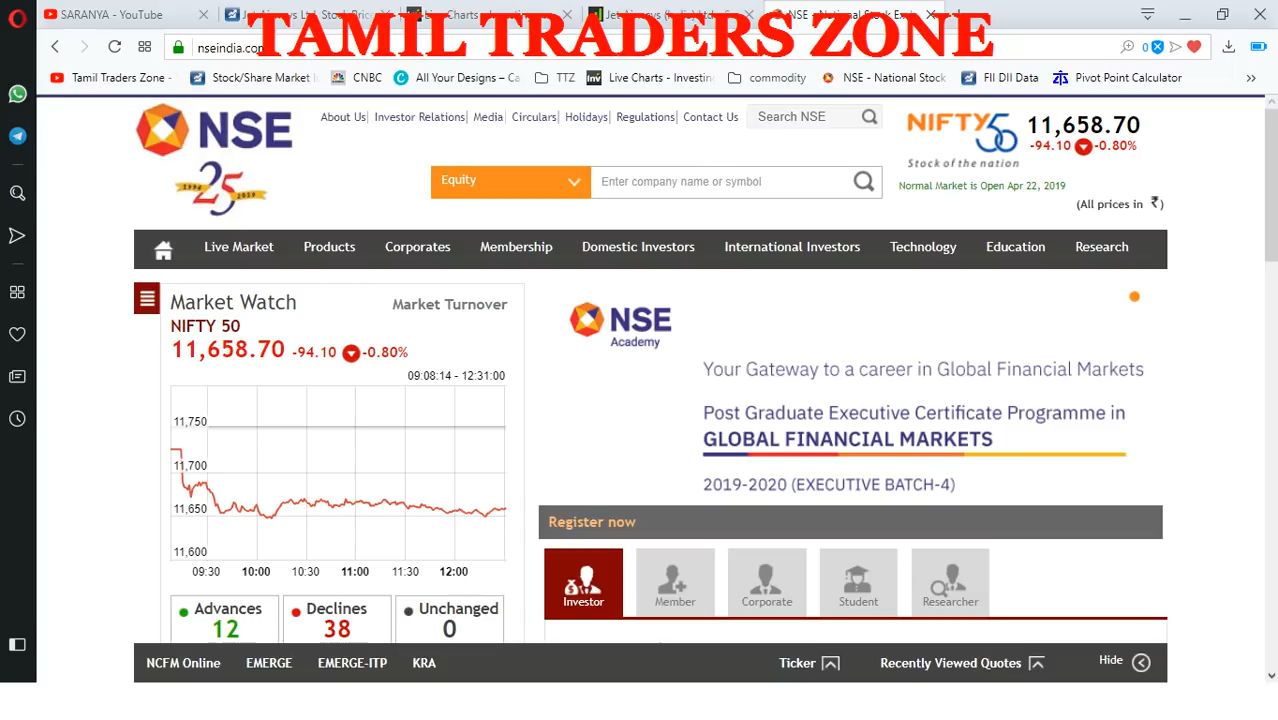 SARANYA - YouTube
TAMIL TRADERS ZONE
nseindia.com
0
Tamil Traders Zone -
Stock/Share Market I
CNBC
All Your Designs – Ca
TTZ
Live Charts - Investin
commodity
NSE - National Stock
FII DII Data
Pivot Point Calculator
NSE
1994 25 2019
About Us| Investor Relations| Media| Circulars| Holidays| Regulations| Contact Us
Search NSE
NIFTY 50
Stock of the nation
11,658.70
-94.10 -0.80%
Normal Market is Open Apr 22, 2019
(All prices in ₹)
Equity
Enter company name or symbol
Live Market Products Corporates Membership Domestic Investors International Investors Technology Education Research
Market Watch
Market Turnover
NIFTY 50
11,658.70 -94.10 -0.80%
09:08:14 - 12:31:00
11,750
11,700
11,650
11,600
09:30 10:00 10:30 11:00 11:30 12:00
Advances
12
Declines
38
Unchanged
0
NSE
Academy
Your Gateway to a career in Global Financial Markets
Post Graduate Executive Certificate Programme in
GLOBAL FINANCIAL MARKETS
2019-2020 (EXECUTIVE BATCH-4)
Register now
Investor
Member
Corporate
Student
Researcher
NCFM Online EMERGE EMERGE-ITP KRA
Ticker
Recently Viewed Quotes
Hide